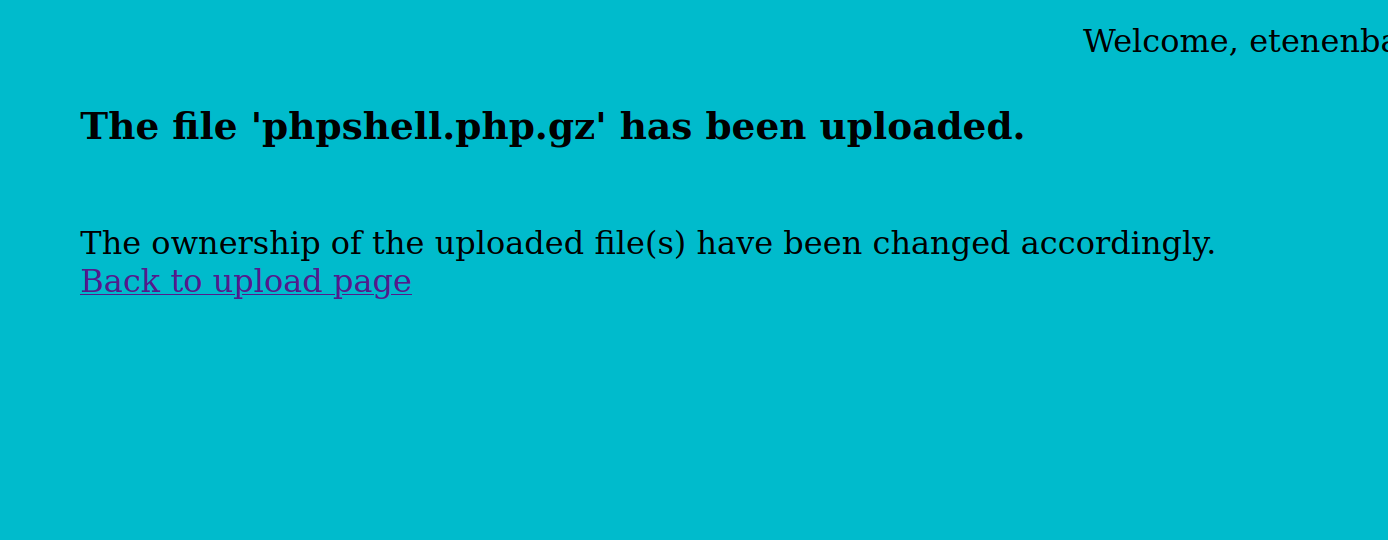 Welcome,
The file 'phpshell.php.gz' has been uploaded.
The ownership of the uploaded file(s) have been changed accordingly.
Back to upload page